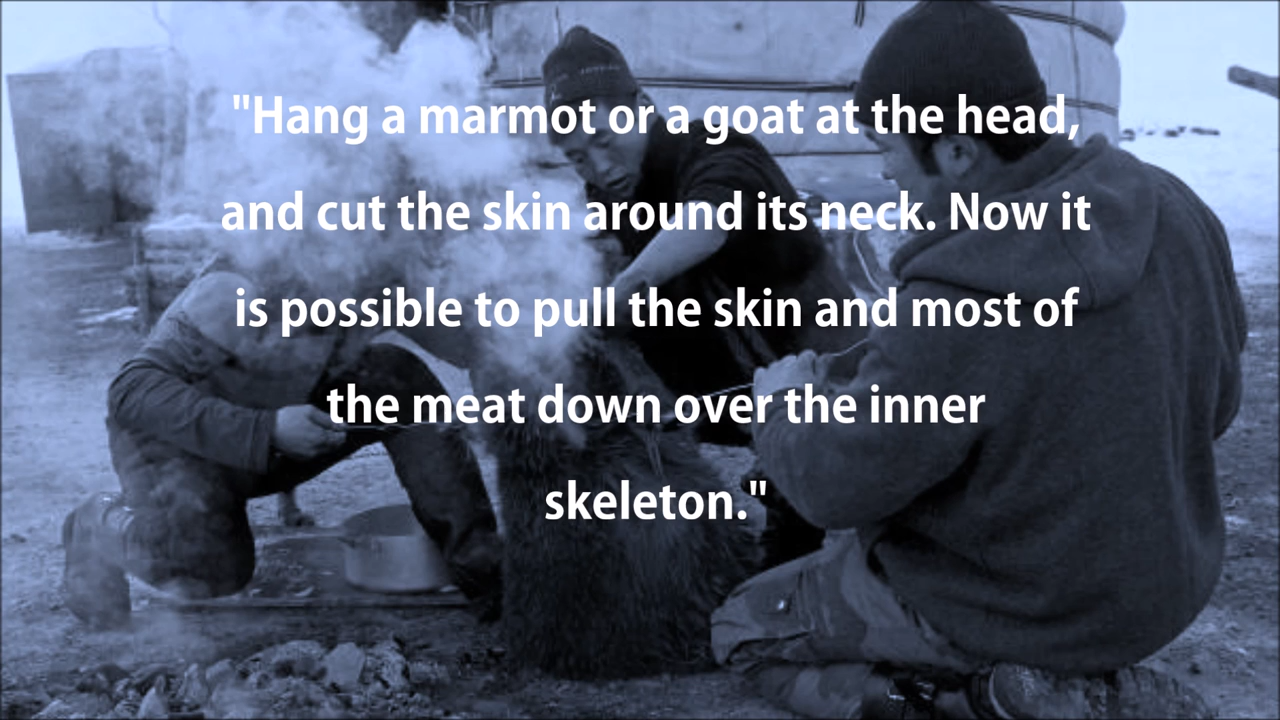 "Hang a marmot or a goat at the head,
and cut the skin around its neck. Now it
is possible to pull the skin and most of
the meat down over the inner
skeleton."